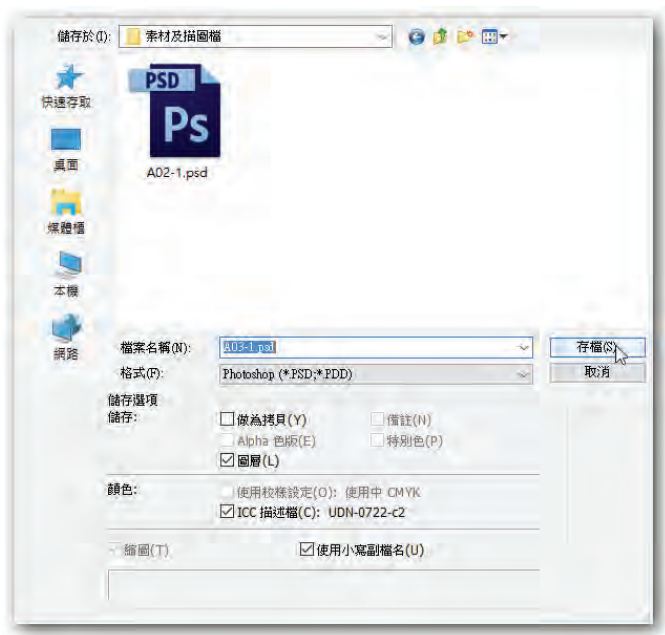 儲存於(I): 素材及描圖檔
快速存取
桌面
媒體櫃
本機
網路
PSD
Ps
A02-1.psd
檔案名稱(N): A03-1.psd 存檔(S)
格式(F): Photoshop (*.PSD;*.PDD) 取消
儲存選項
儲存: 做為拷貝(Y) 備註(N)
Alpha 色版(E) 特別色(P)
圖層(L)
顏色: 使用校樣設定(O): 使用中 CMYK
ICC 描述檔(C): UDN-0722-c2
縮圖(T) 使用小寫副檔名(U)